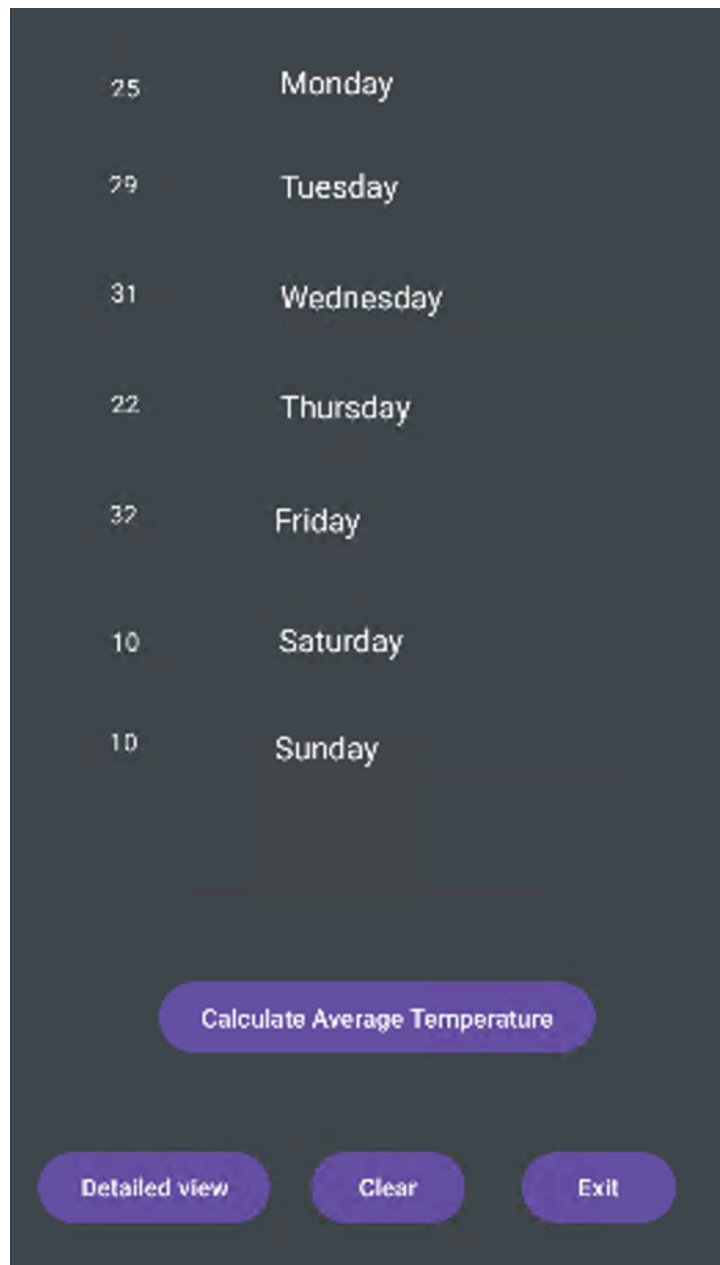 25 Monday
29 Tuesday
31 Wednesday
22 Thursday
32 Friday
10 Saturday
10 Sunday
Calculate Average Temperature
Detailed view Clear Exit